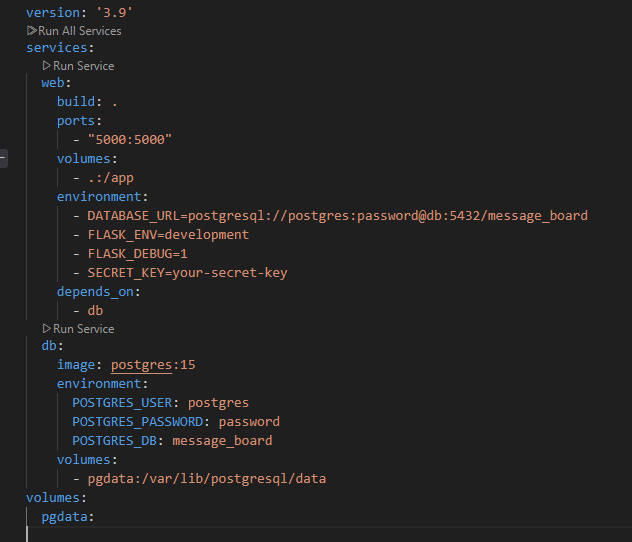 version: '3.9'
Run All Services
services:
Run Service
web:
build: .
ports:
- "5000:5000"
volumes:
- .:/app
environment:
- DATABASE_URL=postgresql://postgres:password@db:5432/message_board
- FLASK_ENV=development
- FLASK_DEBUG=1
- SECRET_KEY=your-secret-key
depends_on:
- db
Run Service
db:
image: postgres:15
environment:
POSTGRES_USER: postgres
POSTGRES_PASSWORD: password
POSTGRES_DB: message_board
volumes:
- pgdata:/var/lib/postgresql/data
volumes:
pgdata: